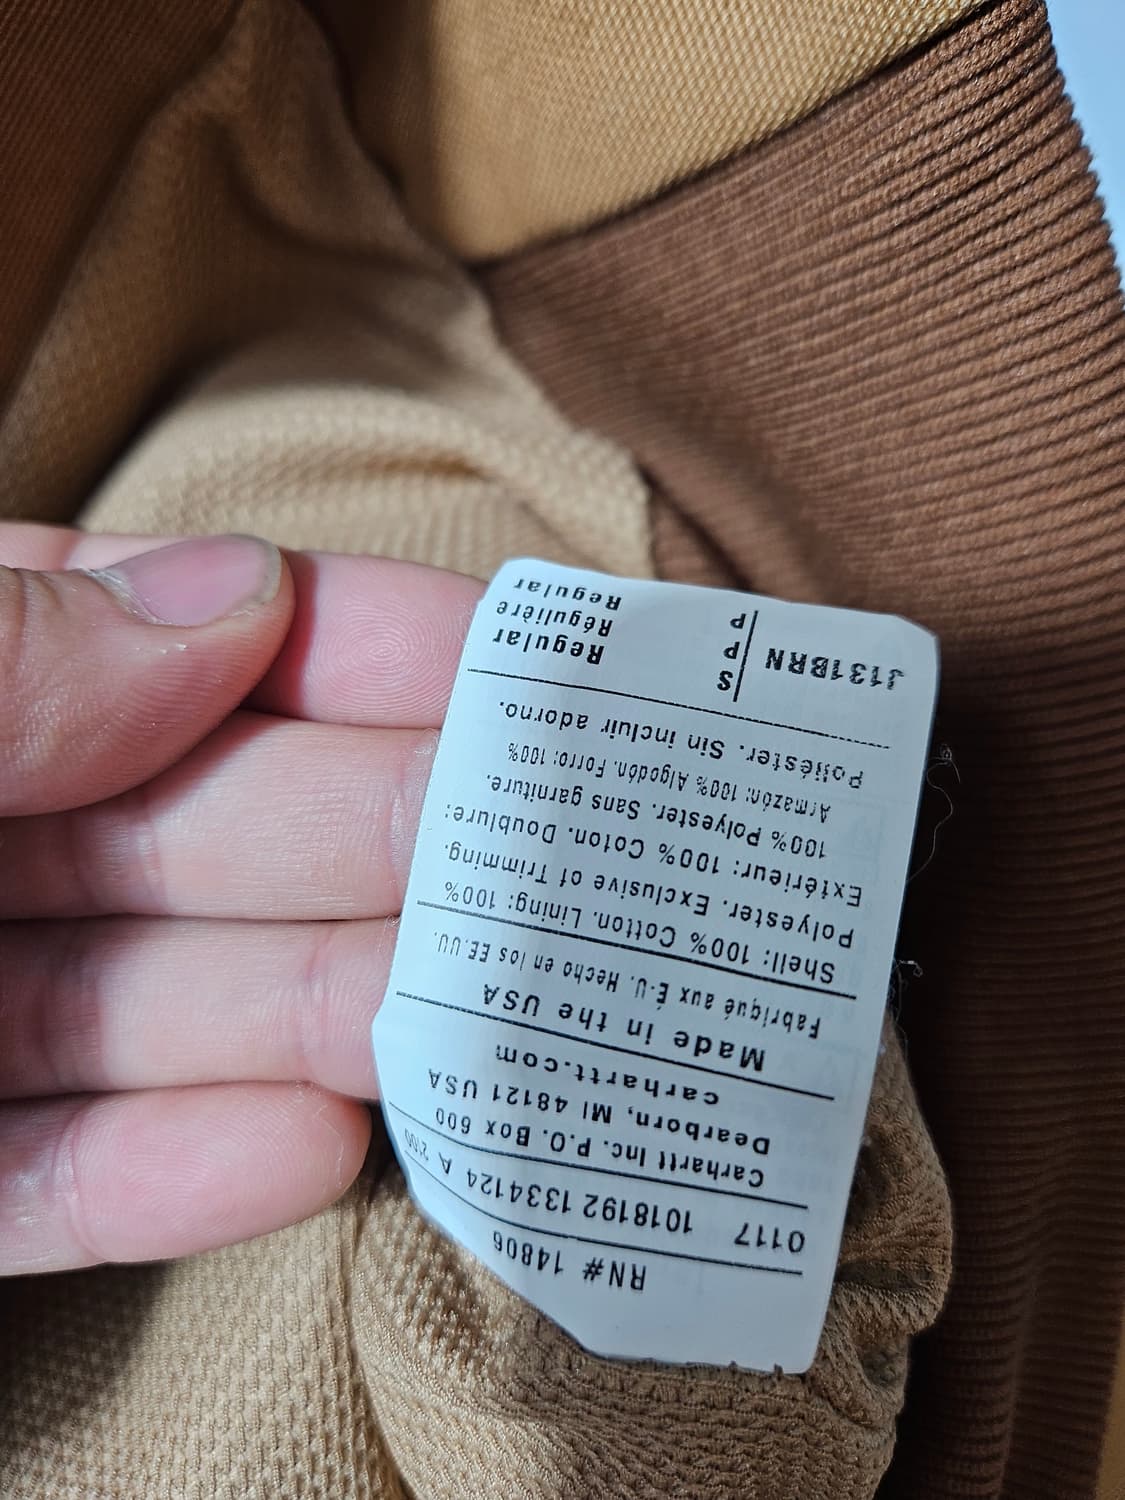 RN# 14806
0117 1018192 1334124 A
Carhartt Inc. P.O. Box 600
Dearborn, MI 48121 USA
carhartt.com
Made in the USA
Fabriqué aux É-U. Hecho en los EE.UU.
Shell: 100% Cotton. Lining: 100%
Polyester. Exclusive of Trimming.
Extérieur: 100% Coton. Doublure:
100% Polyester. Sans garniture.
Armazón: 100% Algodón. Forro: 100%
Poliéster. Sin incluir adorno.
J131BRN
S Regular
P Régulière
P Regular